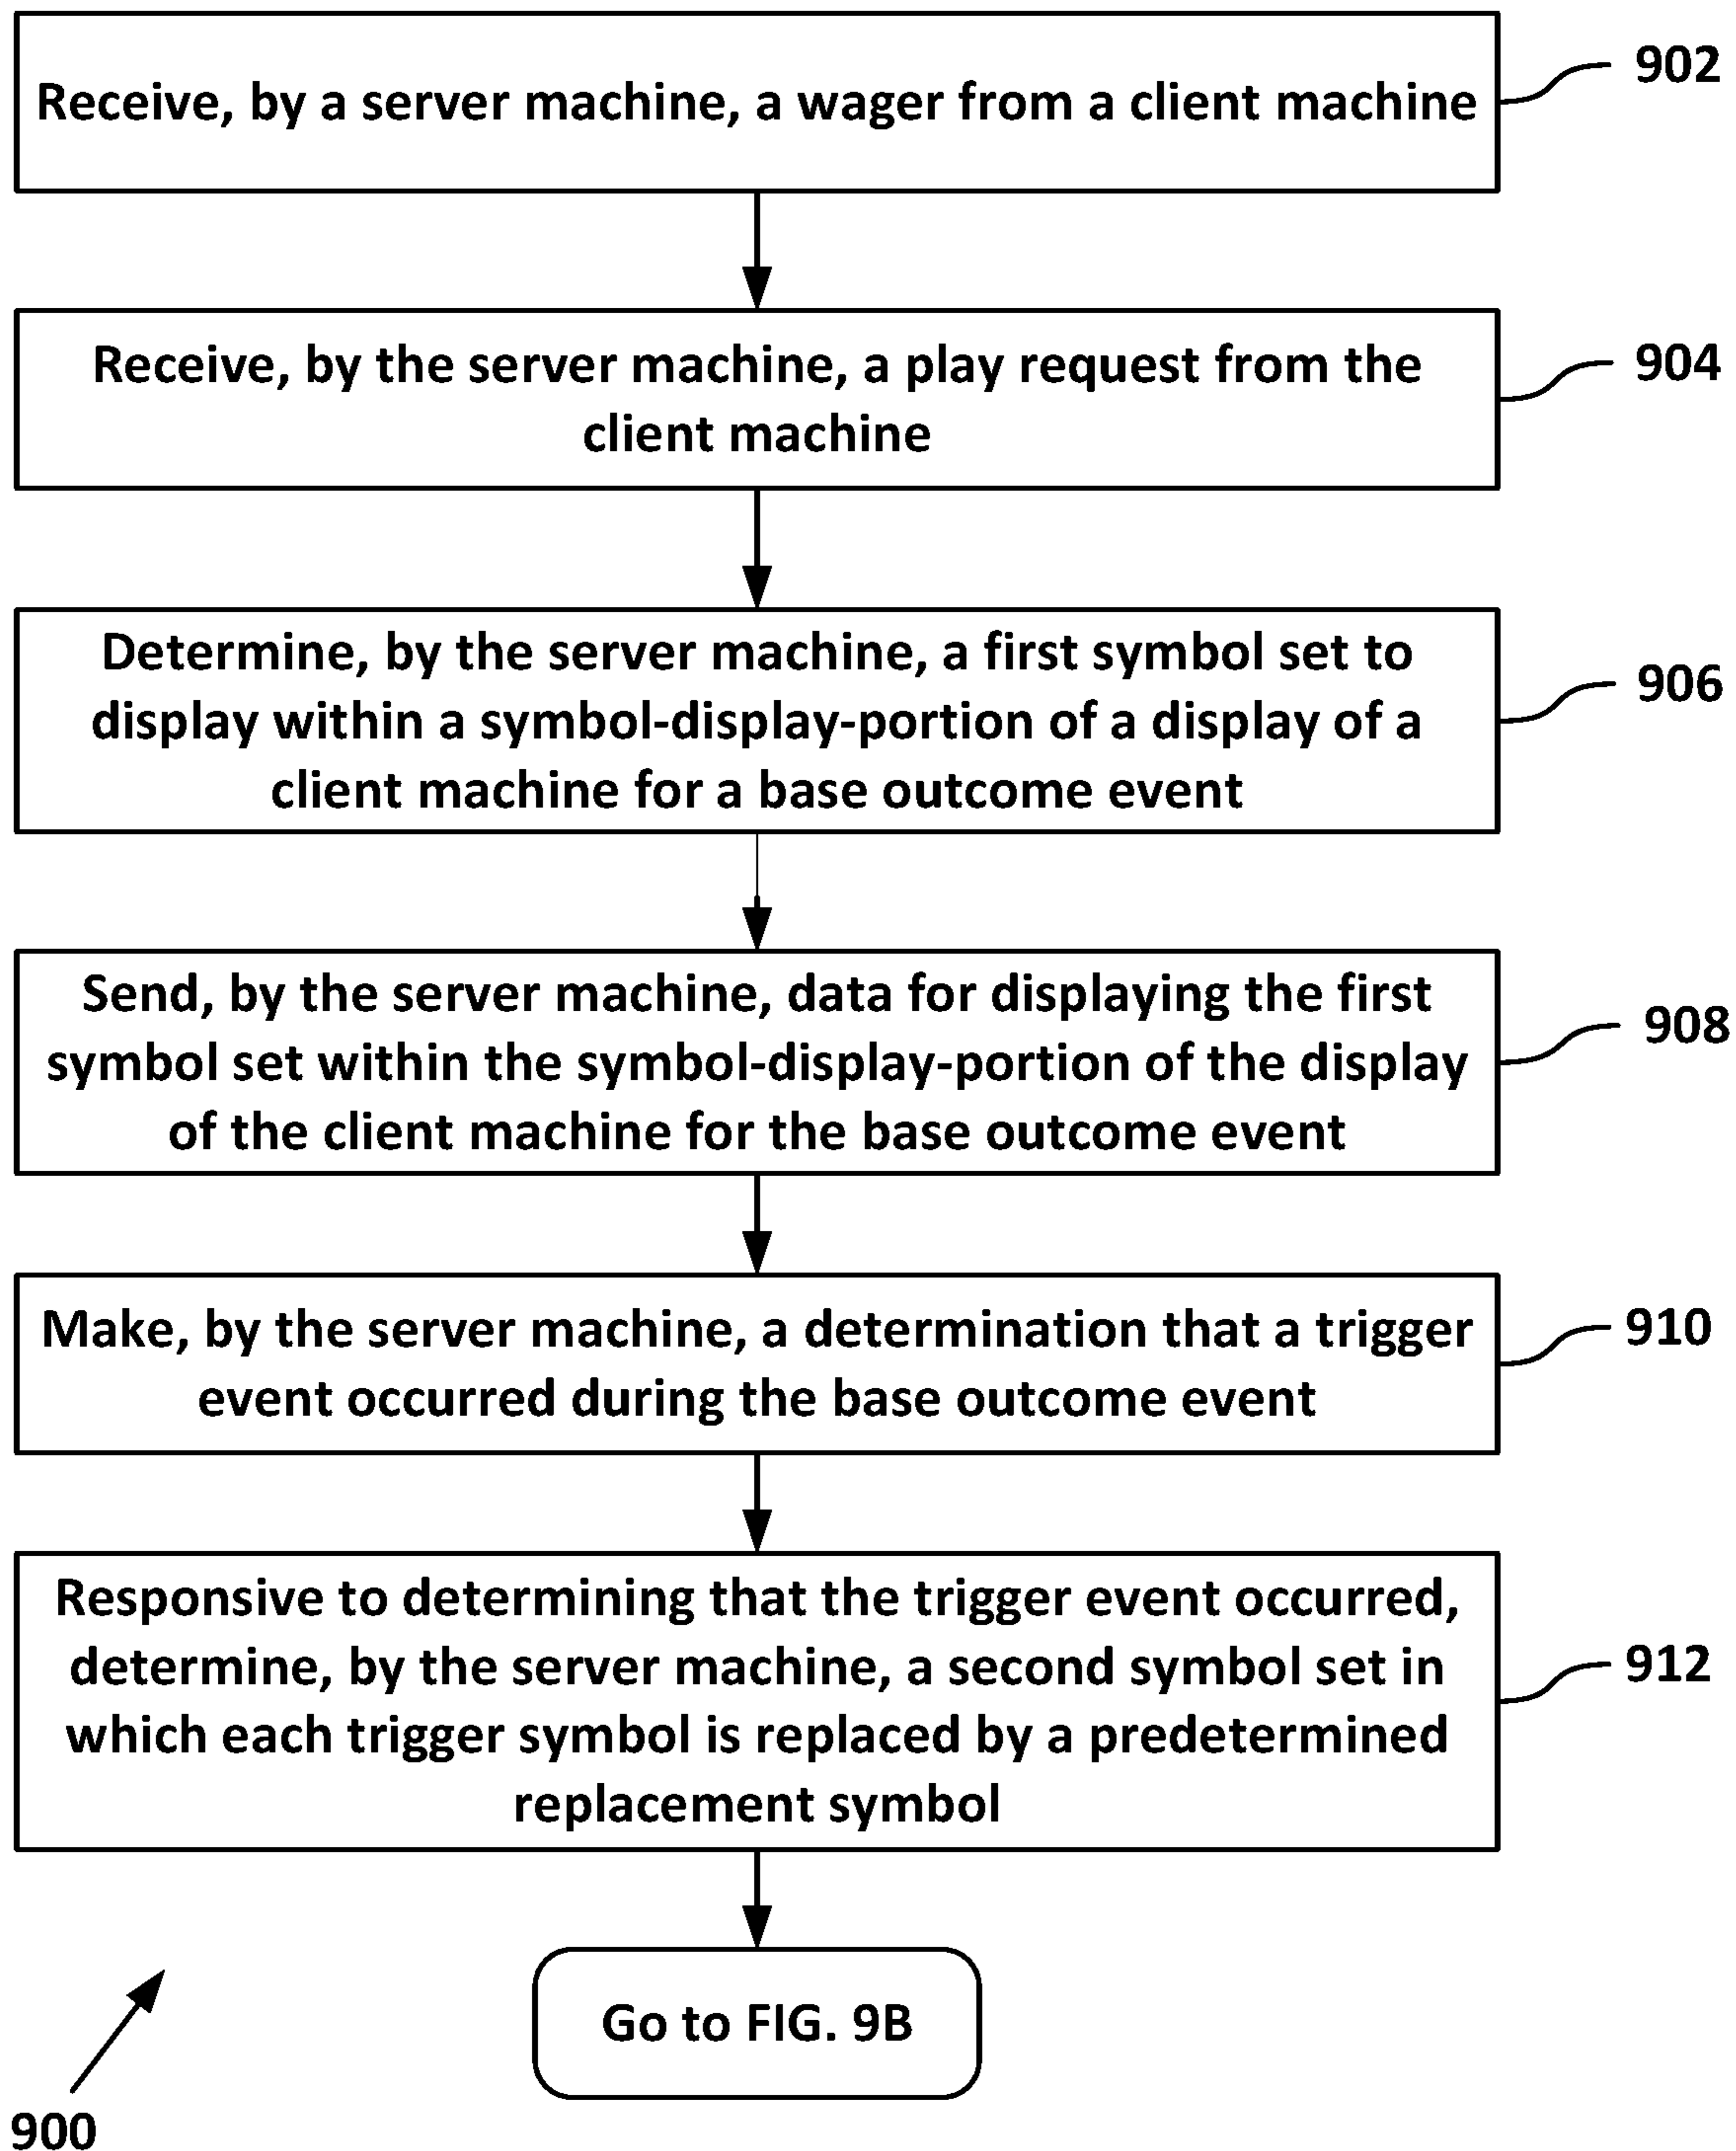 Receive, by a server machine, a wager from a client machine
902
Receive, by the server machine, a play request from the
client machine
904
Determine, by the server machine, a first symbol set to
display within a symbol-display-portion of a display of a
client machine for a base outcome event
906
Send, by the server machine, data for displaying the first
symbol set within the symbol-display-portion of the display
of the client machine for the base outcome event
908
Make, by the server machine, a determination that a trigger
event occurred during the base outcome event
910
Responsive to determining that the trigger event occurred,
determine, by the server machine, a second symbol set in
which each trigger symbol is replaced by a predetermined
replacement symbol
912
Go to FIG. 9B
900